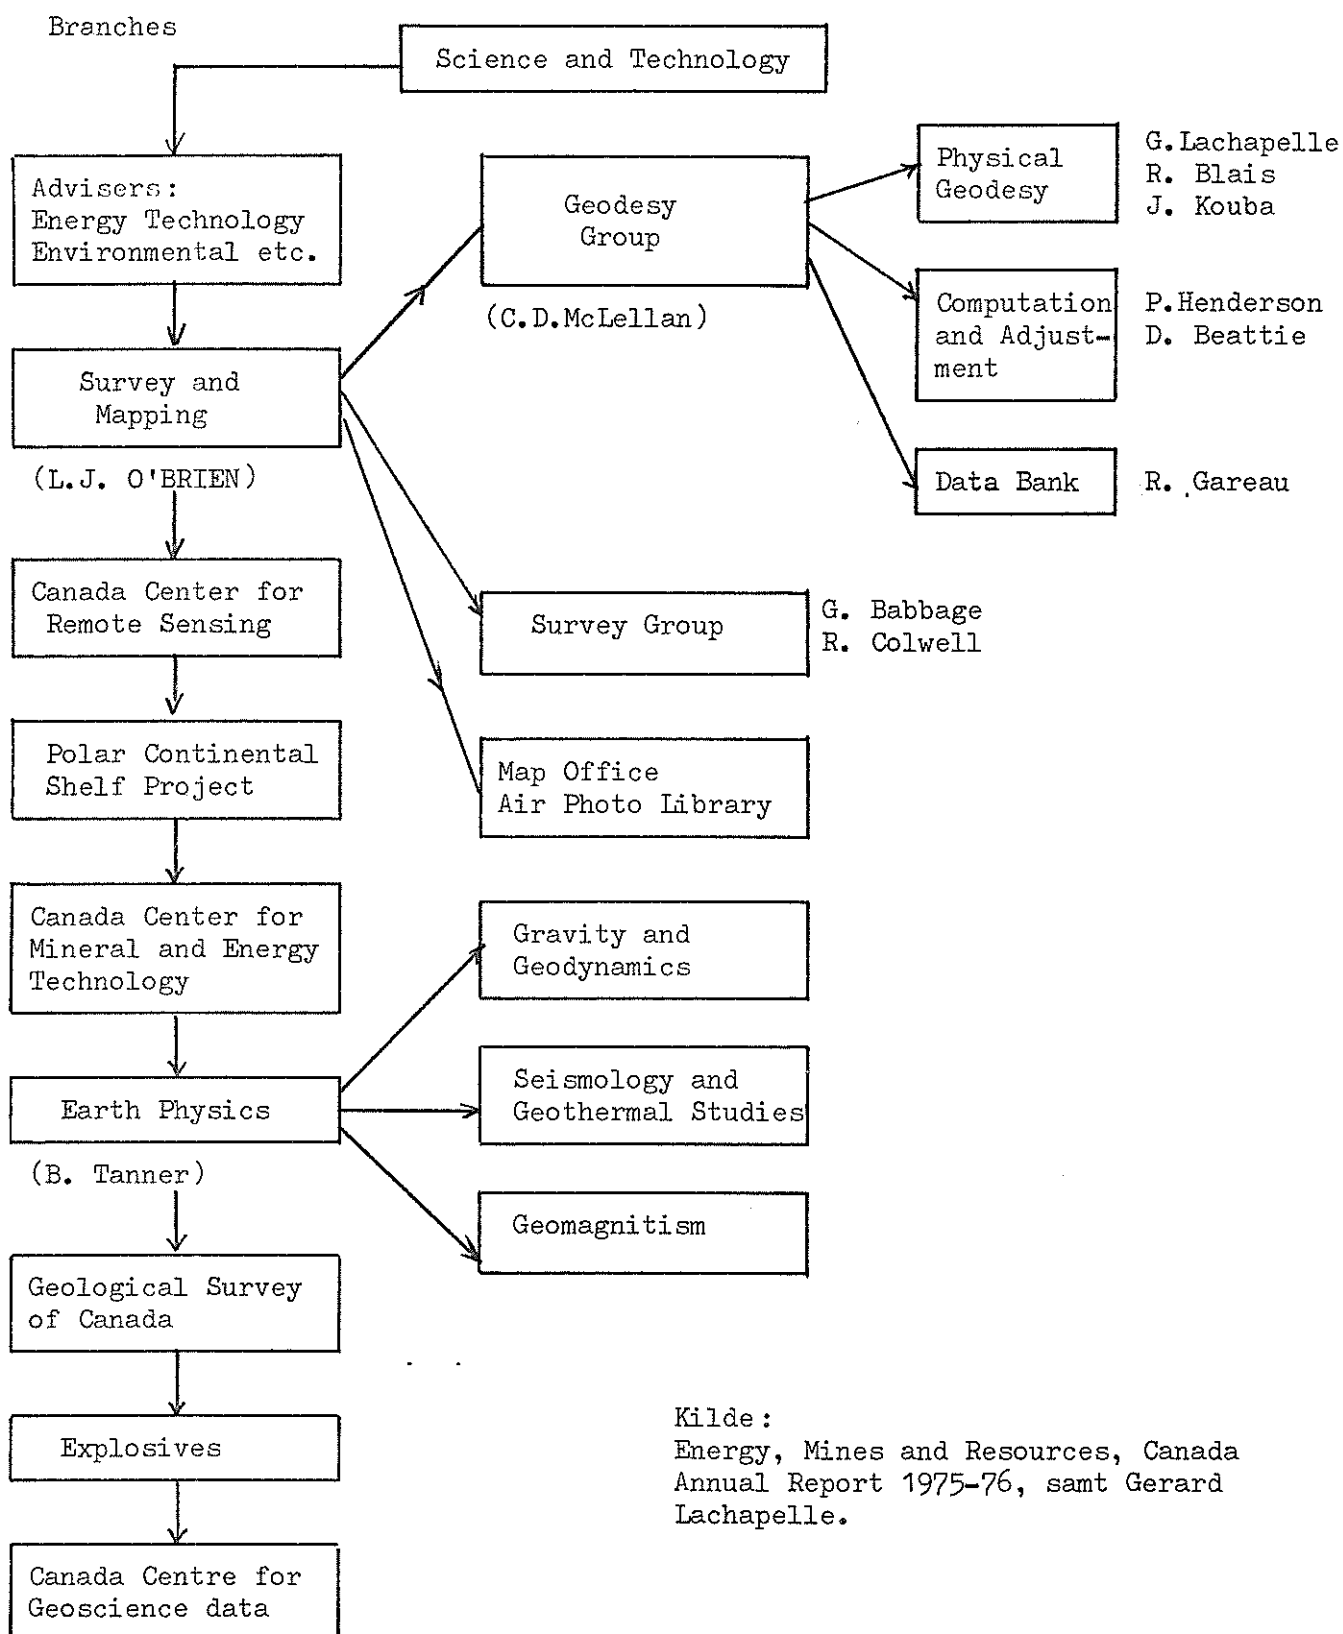 Branches
Science and Technology
Advisers:
Energy Technology
Environmental etc.
Survey and
Mapping
(L.J. O'BRIEN)
Canada Center for
Remote Sensing
Polar Continental
Shelf Project
Canada Center for
Mineral and Energy
Technology
Earth Physics
(B. Tanner)
Geological Survey
of Canada
Explosives
Canada Centre for
Geoscience data
Geodesy
Group
(C.D.McLellan)
Physical
Geodesy
G.Lachapelle
R. Blais
J. Kouba
Computation
and Adjust-
ment
P.Henderson
D. Beattie
Data Bank
R. Gareau
Survey Group
G. Babbage
R. Colwell
Map Office
Air Photo Library
Gravity and
Geodynamics
Seismology and
Geothermal Studies
Geomagnitism
Kilde:
Energy, Mines and Resources, Canada
Annual Report 1975-76, samt Gerard
Lachapelle.